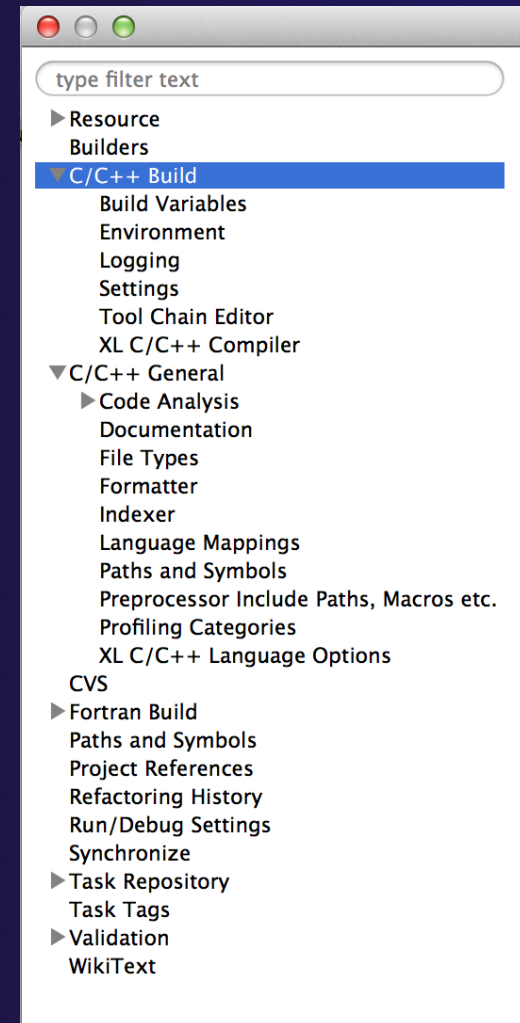 type filter text
Resource
Builders
C/C++ Build
Build Variables
Environment
Logging
Settings
Tool Chain Editor
XL C/C++ Compiler
C/C++ General
Code Analysis
Documentation
File Types
Formatter
Indexer
Language Mappings
Paths and Symbols
Preprocessor Include Paths, Macros etc.
Profiling Categories
XL C/C++ Language Options
CVS
Fortran Build
Paths and Symbols
Project References
Refactoring History
Run/Debug Settings
Synchronize
Task Repository
Task Tags
Validation
WikiText